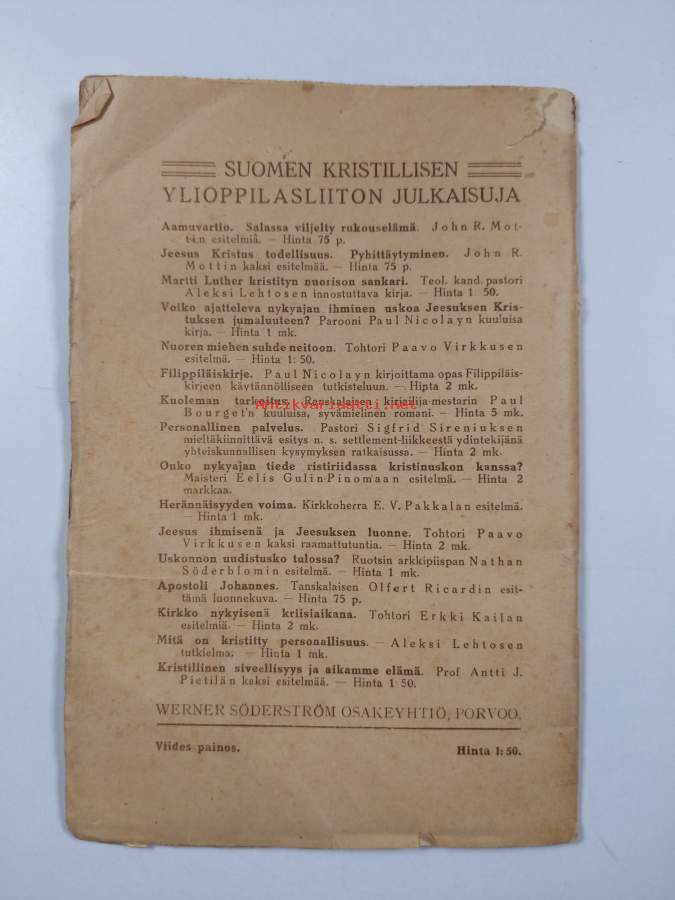 SUOMEN KRISTILLISEN
YLIOPPILASLIITON JULKAISUJA
Aamuvartio. Salassa viljelty rukouselämä. John R. Mot-
tin esitelmiä. — Hinta 75 p.
Jeesus Kristus todellisuus. Pyhittäytyminen. John R.
Mottin kaksi esitelmää. — Hinta 75 p.
Martti Luther kristityn nuorison sankari. Teol. kand. pastori
Aleksi Lehtosen innostuttava kirja. — Hinta 1 50.
Voiko ajatteleva nykyajan ihminen uskoa Jeesuksen Kris-
tuksen jumaluuteen? Parooni Paul Nicolayn kuuluisa
kirja. — Hinta 1 mk.
Nuoren miehen suhde neitoon. Tohtori Paavo Virkkusen
esitelmä. — Hinta 1: 50.
Filippiläiskirje. Paul Nicolayn kirjoittama opas Filippiläis-
kirjeen käytännölliseen tutkisteluun. — Hinta 2 mk.
Kuoleman tarkoitus. Ranskalaisen kirjailija-mestarin Paul
Antikvariaatti.net
Bourget'n kuuluisa, syvämielinen romani. — Hinta 5 mk.
Personallinen palvelus. Pastori Sigfrid Sireniuksen
mieltäkiinnittävä esitys n. s. settlement-liikkeestä ydintekijänä
yhteiskunnallisen kysymyksen ratkaisussa. — Hinta 2 mk.
Onko nykyajan tiede ristiriidassa kristinuskon kanssa?
Maisteri Eelis Gulin-Pinomaan esitelmä. — Hinta 2
markkaa.
Herännäisyyden voima. Kirkkoherra E. V. Pakkalan esitelmä.
— Hinta 1 mk.
Jeesus ihmisenä ja Jeesuksen luonne. Tohtori Paavo
Virkkusen kaksi raamattutuntia. — Hinta 2 mk.
Uskonnon uudistusko tulossa? Ruotsin arkkipiispan Nathan
Söderblomin esitelmä. — Hinta 1 mk.
Apostoli Johannes. Tanskalaisen Olfert Ricardin esit-
tämä luonnekuva. — Hinta 75 p.
Kirkko nykyisenä kriisiaikana. Tohtori Erkki Kailan
esitelmiä. — Hinta 2 mk.
Mitä on kristitty personallisuus. — Aleksi Lehtosen
tutkielma. — Hinta 1 mk.
Kristillinen siveellisyys ja aikamme elämä. Prof Antti J.
Pietilän kaksi esitelmää. — Hinta 1 50.
WERNER SÖDERSTRÖM OSAKEYHTIÖ, PORVOO.
Viides painos. Hinta 1: 50.